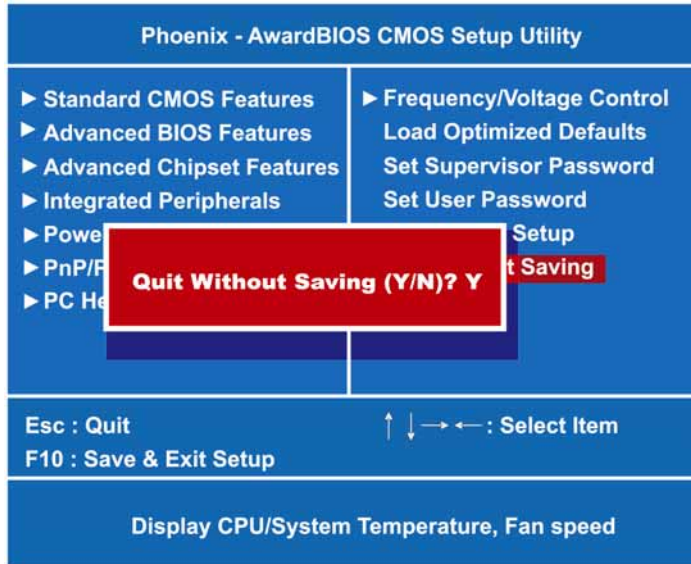 Phoenix - AwardBIOS CMOS Setup Utility
▶ Standard CMOS Features
▶ Advanced BIOS Features
▶ Advanced Chipset Features
▶ Integrated Peripherals
▶ PnP/
▶ PC
▶ Frequency/Voltage Control
Load Optimized Defaults
Set Supervisor Password
Set User Password
Setup
Saving
Quit Without Saving (Y/N)? Y
Esc : Quit
↑ ↓ → ← : Select Item
F10 : Save & Exit Setup
Display CPU/System Temperature, Fan speed